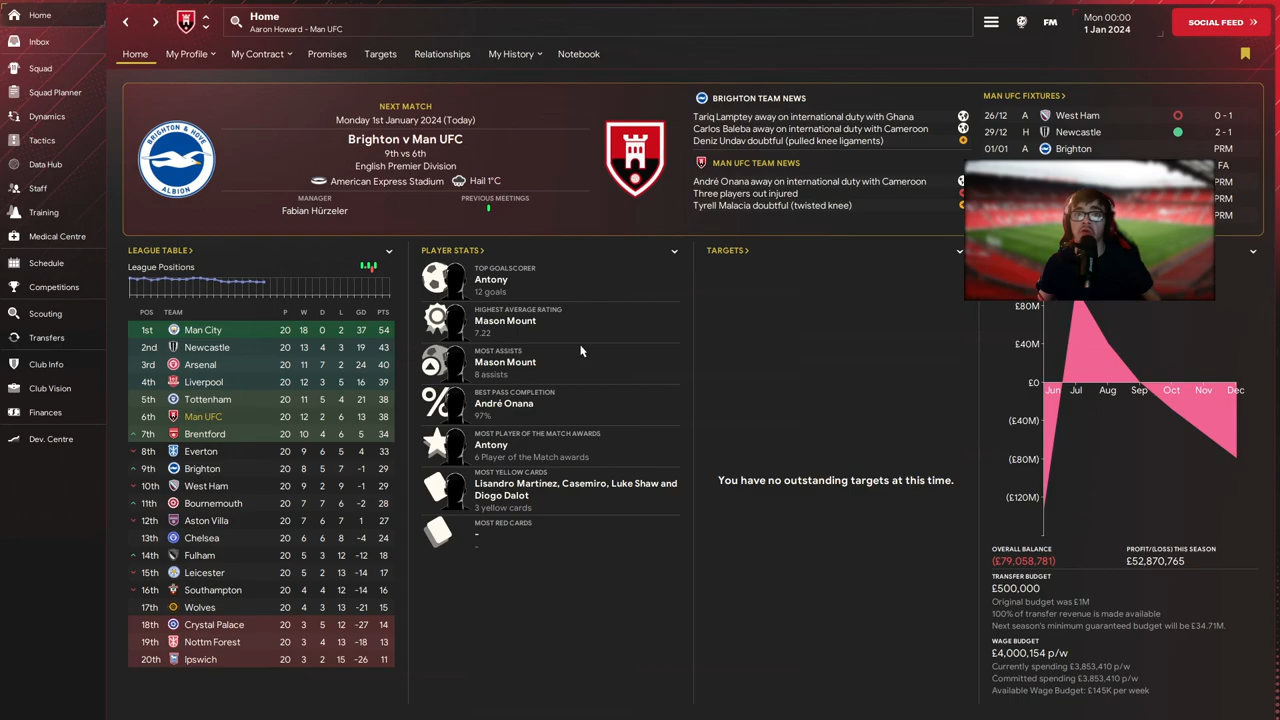 Home
Inbox
Squad
Squad Planner
Dynamics
Tactics
Data Hub
Staff
Training
Medical Centre
Schedule
Competitions
Scouting
Transfers
Club Info
Club Vision
Finances
Dev. Centre
Home
Aaron Howard - Man UFC
FM
Mon 00:00
1 Jan 2024
SOCIAL FEED
Home My Profile My Contract Promises Targets Relationships My History Notebook
NEXT MATCH
Monday 1st January 2024 (Today)
Brighton v Man UFC
9th vs 6th
English Premier Division
American Express Stadium Hail 1°C
MANAGER
Fabian Hürzeler
PREVIOUS MEETINGS
BRIGHTON TEAM NEWS
Tariq Lamptey away on international duty with Ghana
Carlos Baleba away on international duty with Cameroon
Deniz Undav doubtful (pulled knee ligaments)
MAN UFC TEAM NEWS
André Onana away on international duty with Cameroon
Three players out injured
Tyrell Malacia doubtful (twisted knee)
MAN UFC FIXTURES >
26/12 A West Ham 0 - 1
29/12 H Newcastle 2 - 1
01/01 A Brighton PRM
FA
PRM
PRM
PRM
LEAGUE TABLE >
League Positions
POS TEAM P W D L GD PTS
1st Man City 20 18 0 2 37 54
2nd Newcastle 20 13 4 3 19 43
3rd Arsenal 20 11 7 2 24 40
4th Liverpool 20 12 3 5 16 39
5th Tottenham 20 11 5 4 21 38
6th Man UFC 20 12 2 6 13 38
7th Brentford 20 10 4 6 5 34
8th Everton 20 9 6 5 4 33
9th Brighton 20 8 5 7 -1 29
10th West Ham 20 9 2 9 -1 29
11th Bournemouth 20 7 7 6 -2 28
12th Aston Villa 20 7 6 7 1 27
13th Chelsea 20 6 6 8 -4 24
14th Fulham 20 5 3 12 -12 18
15th Leicester 20 5 2 13 -14 17
16th Southampton 20 4 4 12 -14 16
17th Wolves 20 4 3 13 -21 15
18th Crystal Palace 20 3 5 12 -27 14
19th Nottm Forest 20 3 4 13 -18 13
20th Ipswich 20 3 2 15 -26 11
PLAYER STATS >
TOP GOALSCORER
Antony
12 goals
HIGHEST AVERAGE RATING
Mason Mount
7.22
MOST ASSISTS
Mason Mount
8 assists
BEST PASS COMPLETION
André Onana
97%
MOST PLAYER OF THE MATCH AWARDS
Antony
6 Player of the Match awards
MOST YELLOW CARDS
Lisandro Martínez, Casemiro, Luke Shaw and
Diogo Dalot
3 yellow cards
MOST RED CARDS
-
-
TARGETS >
You have no outstanding targets at this time.
£80M
£40M
£0
(£40M)
(£80M)
(£120M)
Jun Jul Aug Sep Oct Nov Dec
OVERALL BALANCE
(£79,058,781)
PROFIT/(LOSS) THIS SEASON
£52,870,765
TRANSFER BUDGET
£500,000
Original budget was £1M
100% of transfer revenue is made available
Next season's minimum guaranteed budget will be £34.71M.
WAGE BUDGET
£4,000,154 p/w
Currently spending £3,853,410 p/w
Committed spending £3,853,410 p/w
Available Wage Budget: £145K per week